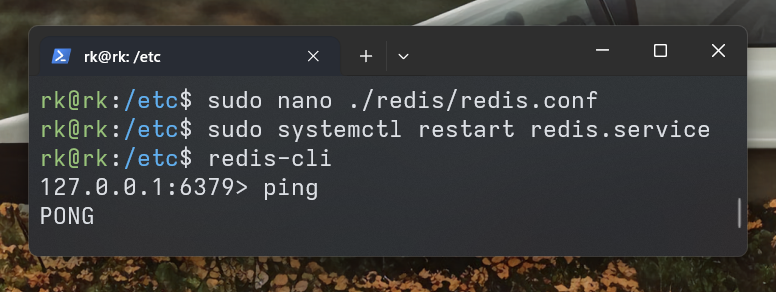 rk@rk: /etc
rk@rk:/etc$ sudo nano ./redis/redis.conf
rk@rk:/etc$ sudo systemctl restart redis.service
rk@rk:/etc$ redis-cli
127.0.0.1:6379> ping
PONG